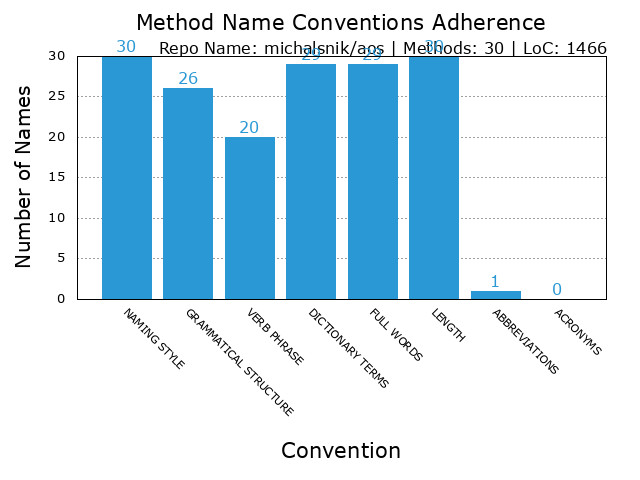 Method Name Conventions Adherence
Repo Name: michalsnik/aos | Methods: 30 | LoC: 1466
30
26
20
29
29
30
1
0
Number of Names
30
25
20
15
10
5
0
NAMING STYLE
GRAMMATICAL STRUCTURE
VERB PHRASE
DICTIONARY TERMS
FULL WORDS
LENGTH
ABBREVIATIONS
ACRONYMS
Convention